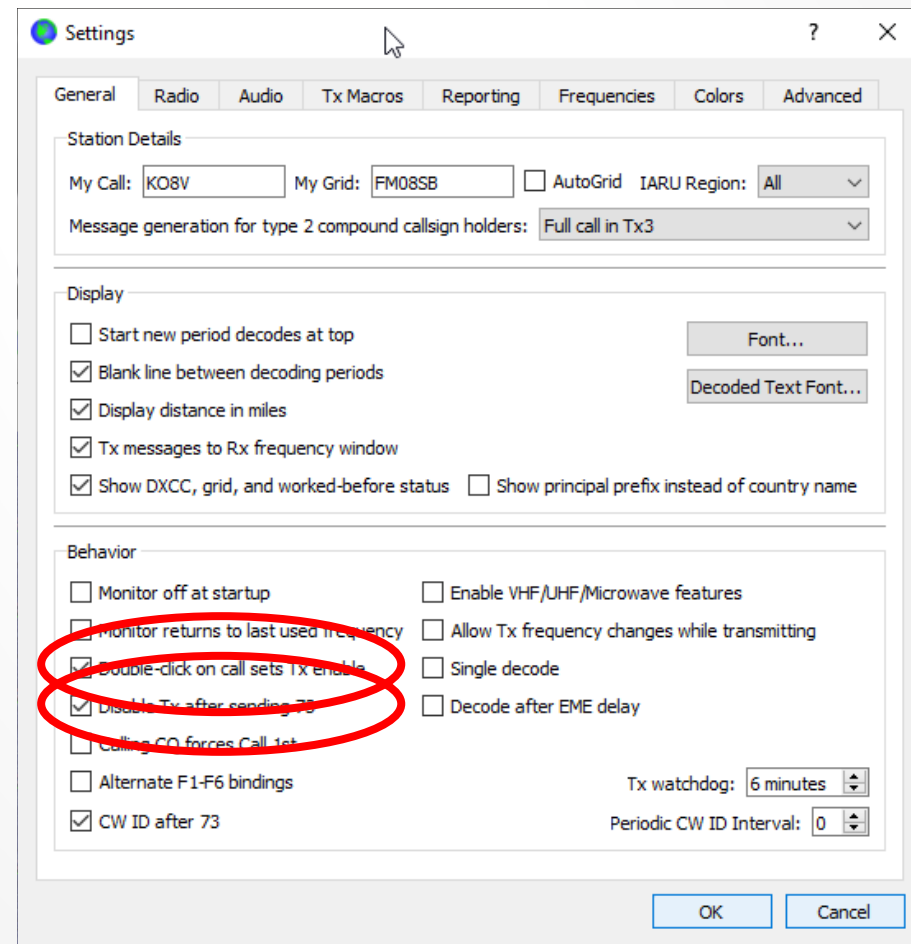 Settings ?
General Radio Audio Tx Macros Reporting Frequencies Colors Advanced
Station Details
My Call: KO8V My Grid: FM08SB AutoGrid IARU Region: All
Message generation for type 2 compound callsign holders: Full call in Tx3
Display
Start new period decodes at top Font...
Blank line between decoding periods Decoded Text Font...
Display distance in miles
Tx messages to Rx frequency window
Show DXCC, grid, and worked-before status Show principal prefix instead of country name
Behavior
Monitor off at startup Enable VHF/UHF/Microwave features
Monitor returns to last used frequency Allow Tx frequency changes while transmitting
Double-click on call sets Tx enable Single decode
Disable Tx after sending 73 Decode after EME delay
Calling CQ forces Call 1st
Alternate F1-F6 bindings Tx watchdog: 6 minutes
CW ID after 73 Periodic CW ID Interval: 0
OK Cancel